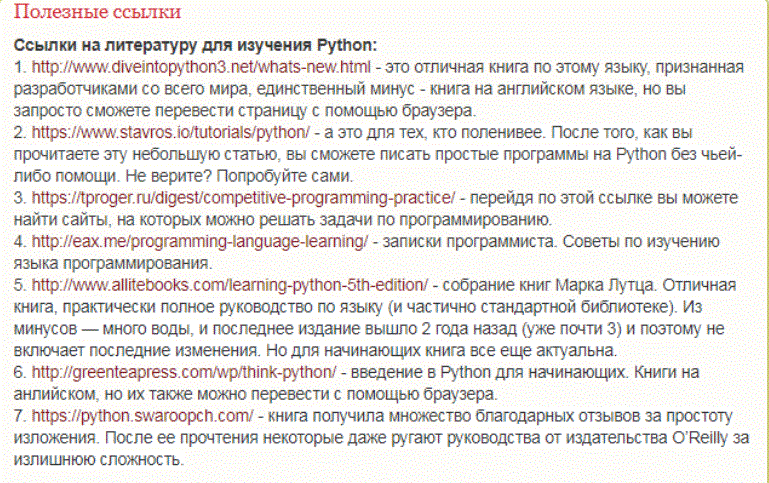 Полезные ссылки
Ссылки на литературу для изучения Python:
1. http://www.diveintopython3.net/whats-new.html - это отличная книга по этому языку, признанная
разработчиками со всего мира, единственный минус - книга на английском языке, но вы
запросто сможете перевести страницу с помощью браузера.
2. https://www.stavros.io/tutorials/python/ - а это для тех, кто поленивее. После того, как вы
прочитаете эту небольшую статью, вы сможете писать простые программы на Python без чьей-
либо помощи. Не верите? Попробуйте сами.
3. https://tproger.ru/digest/competitive-programming-practice/ - перейдя по этой ссылке вы можете
найти сайты, на которых можно решать задачи по программированию.
4. http://eax.me/programming-language-learning/ - записки программиста. Советы по изучению
языка программирования.
5. http://www.allitebooks.com/learning-python-5th-edition/ - собрание книг Марка Лутца. Отличная
книга, практически полное руководство по языку (и частично стандартной библиотеке). Из
минусов — много воды, и последнее издание вышло 2 года назад (уже почти 3) и поэтому не
включает последние изменения. Но для начинающих книга все еще актуальна.
6. http://greenteapress.com/wp/think-python/ - введение в Python для начинающих. Книги на
анлийском, но их также можно перевести с помощью браузера.
7. https://python.swaroopch.com/ - книга получила множество благодарных отзывов за простоту
изложения. После ее прочтения некоторые даже ругают руководства от издательства O'Reilly за
излишнюю сложность.